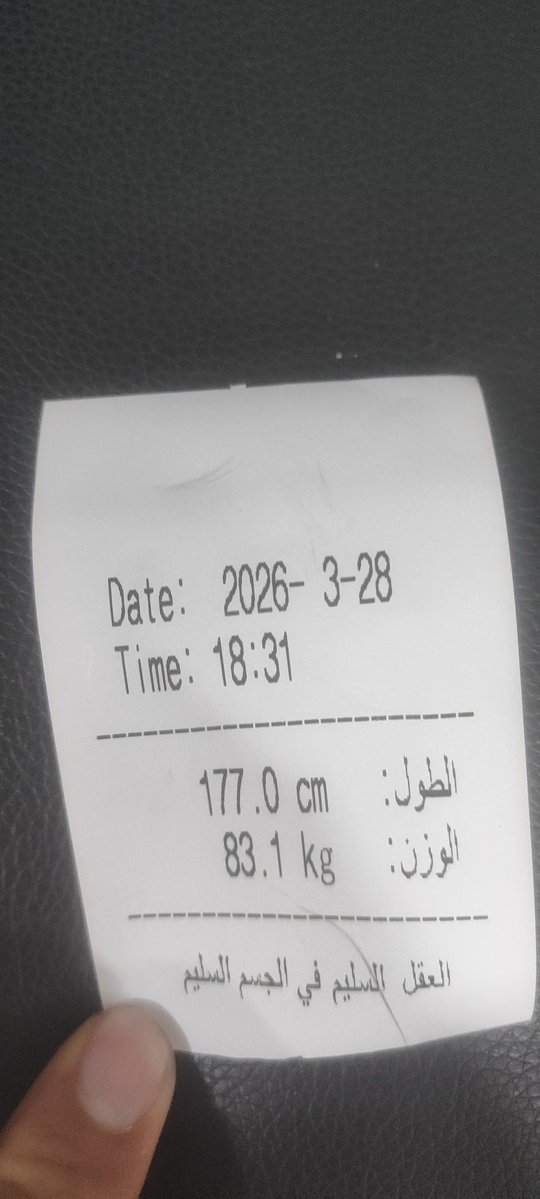 Date: 2026- 3-28
Time: 18:31
الطول: 177.0 cm
الوزن: 83.1 kg
العقل السليم في الجسم السليم